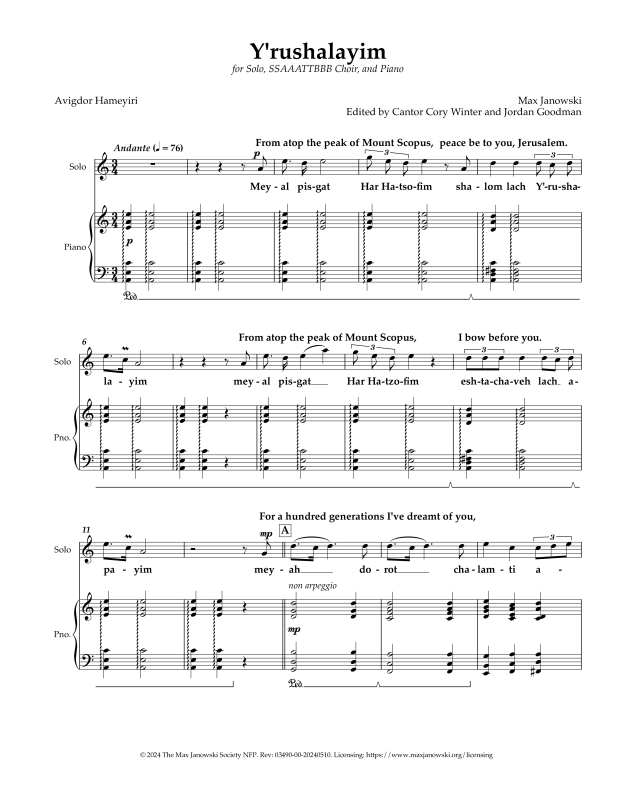 Y'rushalayim
for Solo, SSAAATTBBB Choir, and Piano
Avigdor Hameyiri
Max Janowski
Edited by Cantor Cory Winter and Jordan Goodman
Andante (♩ = 76)
From atop the peak of Mount Scopus, peace be to you, Jerusalem.
p
Solo
Mey - al pis-gat Har Ha-tso-fim sha - lom lach Y'-ru-sha-
3 3
Piano
p
Ped.
6
From atop the peak of Mount Scopus, I bow before you.
Solo
3 3 3
la - yim mey - al pis-gat Har Ha-tzo-fim esh-ta-cha-veh lach a-
Pno.
11
For a hundred generations I've dreamt of you,
mp A
Solo
3
pa - yim mey - ah do - rot cha - lam - ti a -
non arpeggio
Pno.
mp
Ped.
© 2024 The Max Janowski Society NFP. Rev: 03490-00-20240510. Licensing: https://www.maxjanowski.org/licensing